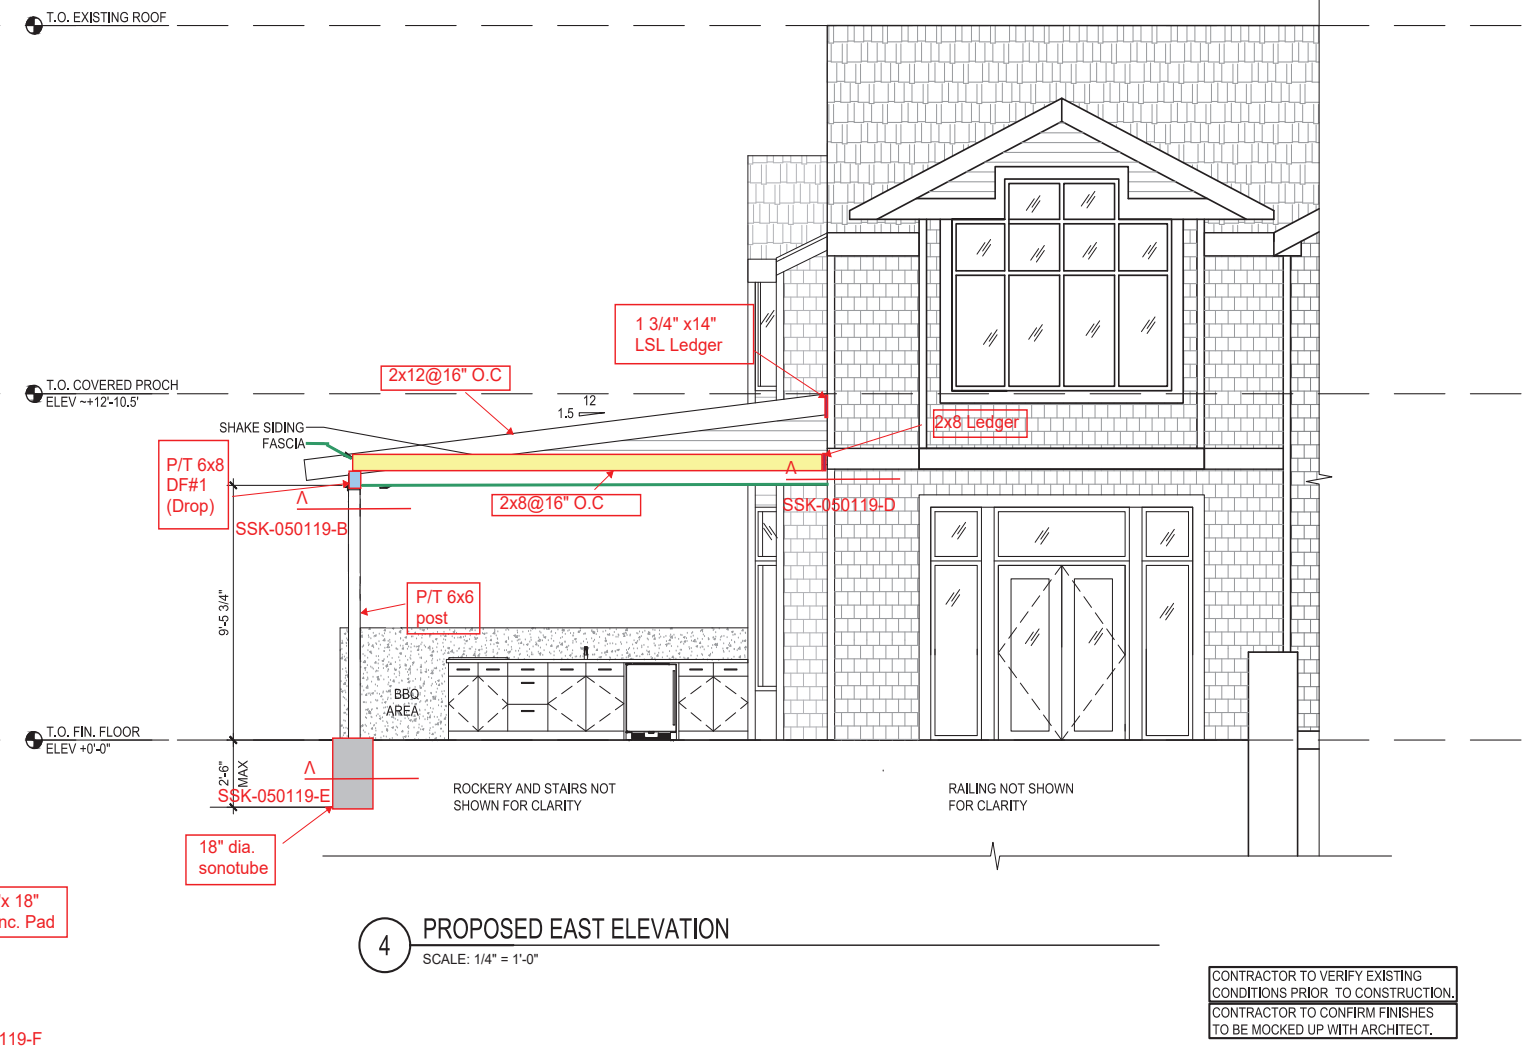 T.O. EXISTING ROOF
1 3/4" x14"
LSL Ledger
2x12@16" O.C
T.O. COVERED PROCH
ELEV ~+12'-10.5'
12
1.5
SHAKE SIDING
FASCIA
2x8 Ledger
P/T 6x8
DF#1
(Drop)
Λ
SSK-050119-B
2x8@16" O.C
Λ
SSK-050119-D
9'-5 3/4"
P/T 6x6
post
BBQ
AREA
T.O. FIN. FLOOR
ELEV +0'-0"
2'-6"
MAX
Λ
SSK-050119-E
ROCKERY AND STAIRS NOT
SHOWN FOR CLARITY
RAILING NOT SHOWN
FOR CLARITY
18" dia.
sonotube
'x 18"
nc. Pad
4
PROPOSED EAST ELEVATION
SCALE: 1/4" = 1'-0"
CONTRACTOR TO VERIFY EXISTING
CONDITIONS PRIOR TO CONSTRUCTION.
CONTRACTOR TO CONFIRM FINISHES
TO BE MOCKED UP WITH ARCHITECT.
119-F